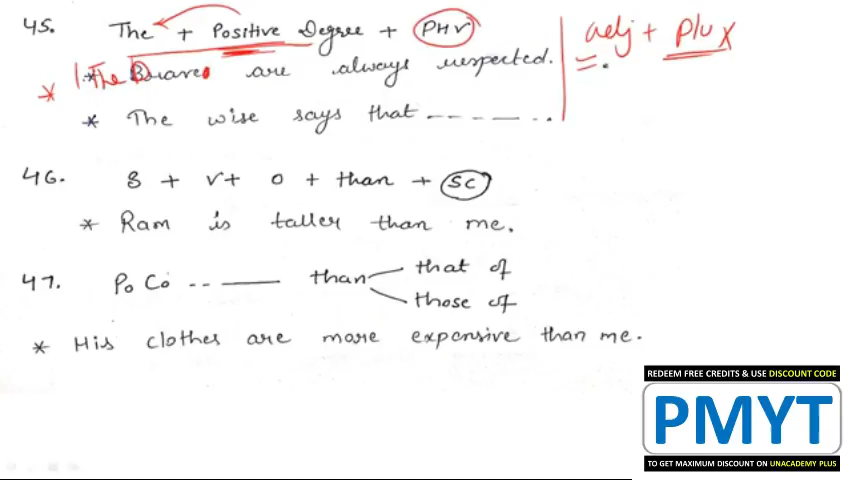 45. The + Positive Degree + PHV
adj + Plu x
* The Brave are always respected.
* The wise says that -------.
46. S + V + O + than + SC
* Ram is taller than me.
47. PoCo --—— than that of
those of
* His clothes are more expensive than me.
REDEEM FREE CREDITS & USE DISCOUNT CODE
PMYT
TO GET MAXIMUM DISCOUNT ON UNACADEMY PLUS